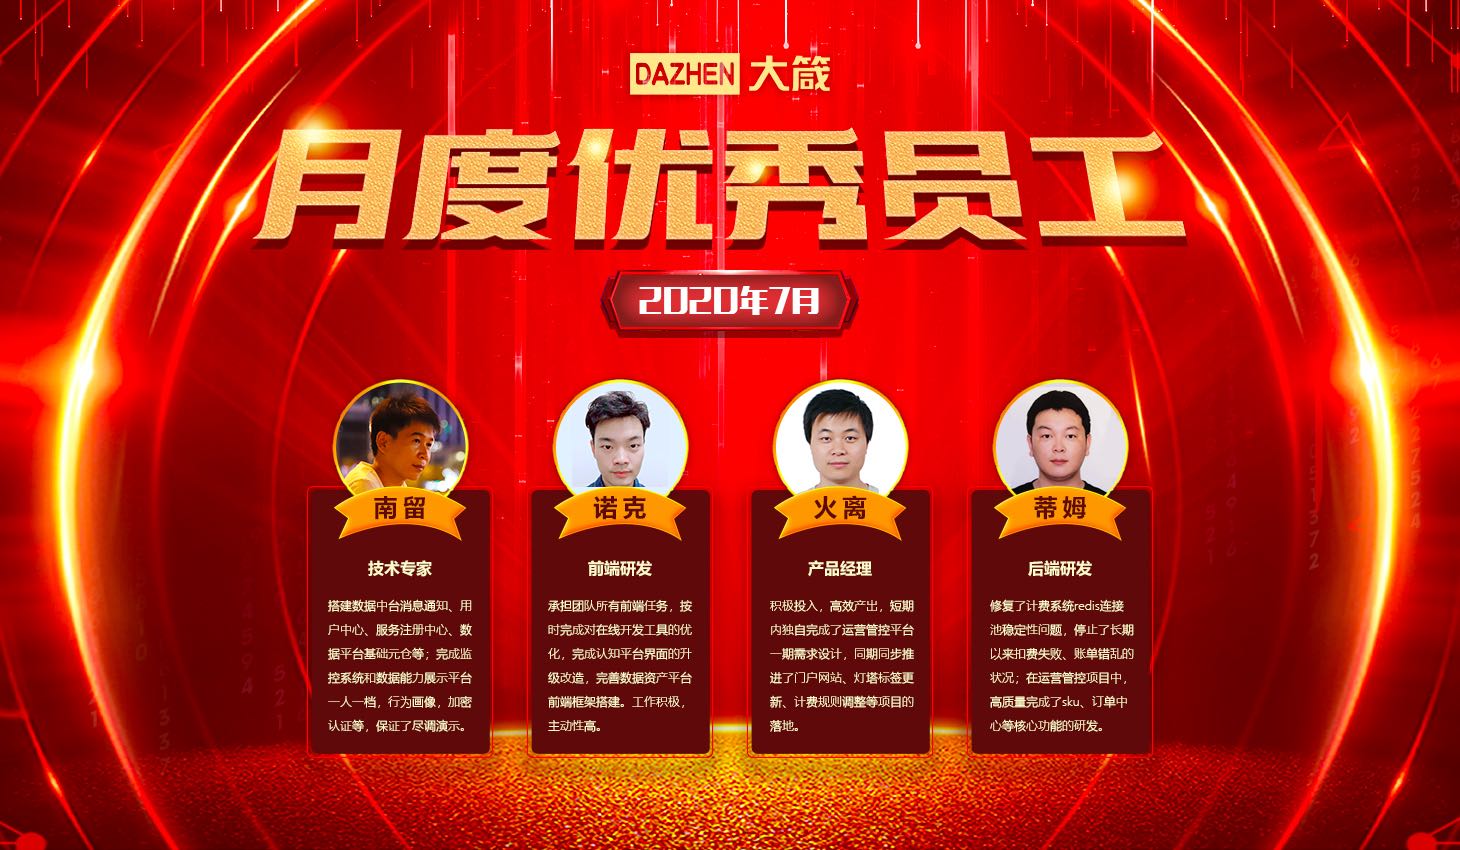 DAZHEN 大箴
月度优秀员工
2020年7月
南留
技术专家
搭建数据中台消息通知、用
户中心、服务注册中心、数
据平台基础元仓等；完成监
控系统和数据能力展示平台
一人一档，行为画像，加密
认证等，保证了尽调演示。
诺克
前端研发
承担团队所有前端任务，按
时完成对在线开发工具的优
化，完成认知平台界面的升
级改造，完善数据资产平台
前端框架搭建。工作积极，
主动性高。
火离
产品经理
积极投入，高效产出，短期
内独自完成了运营管控平台
一期需求设计，同期同步推
进了门户网站、灯塔标签更
新、计费规则调整等项目的
落地。
蒂姆
后端研发
修复了计费系统redis连接
池稳定性问题，停止了长期
以来扣费失败、账单错乱的
状况；在运营管控项目中，
高质量完成了sku、订单中
心等核心功能的研发。